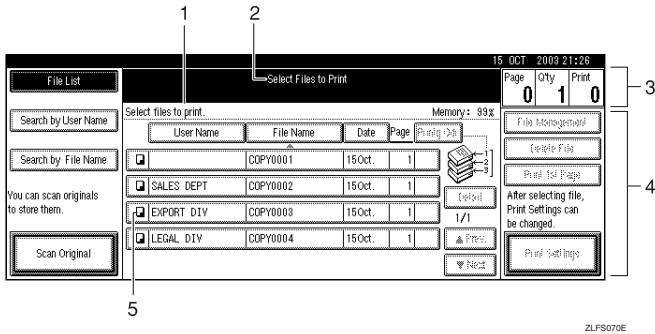 1
2
15 OCT 2003 21:26
File List
Select Files to Print
Page Q'ty Print
0 1 0
3
Search by User Name
Search by File Name
You can scan originals
to store them.
Scan Original
Select files to print.
Memory: 99%
User Name File Name Date Page
COPY0001 15Oct. 1
SALES DEPT COPY0002 15Oct. 1
EXPORT DIV COPY0003 15Oct. 1
LEGAL DIV COPY0004 15Oct. 1
1
2
3
1/1
▲ Prev.
▼ Next
File Management
Delete File
Print 1st Page
After selecting file,
Print Settings can
be changed.
Print Settings
4
5
ZLFS070E